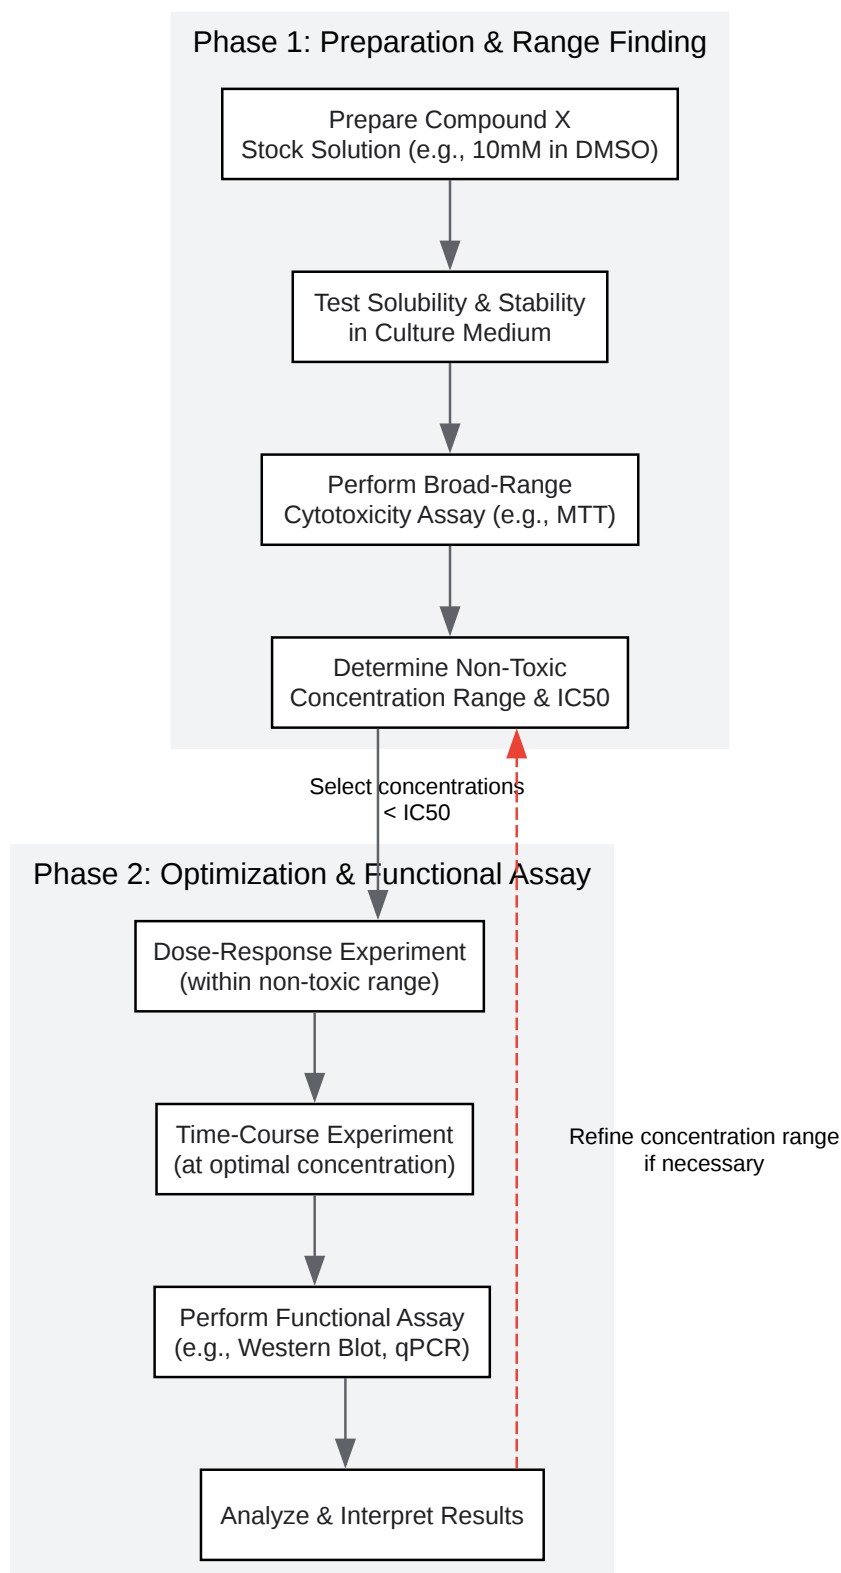 Phase 1: Preparation & Range Finding
Prepare Compound X
Stock Solution (e.g., 10mM in DMSO)
Test Solubility & Stability
in Culture Medium
Perform Broad-Range
Cytotoxicity Assay (e.g., MTT)
Determine Non-Toxic
Concentration Range & IC50
Select concentrations
< IC50
Phase 2: Optimization & Functional Assay
Dose-Response Experiment
(within non-toxic range)
Time-Course Experiment
(at optimal concentration)
Refine concentration range
if necessary
Perform Functional Assay
(e.g., Western Blot, qPCR)
Analyze & Interpret Results